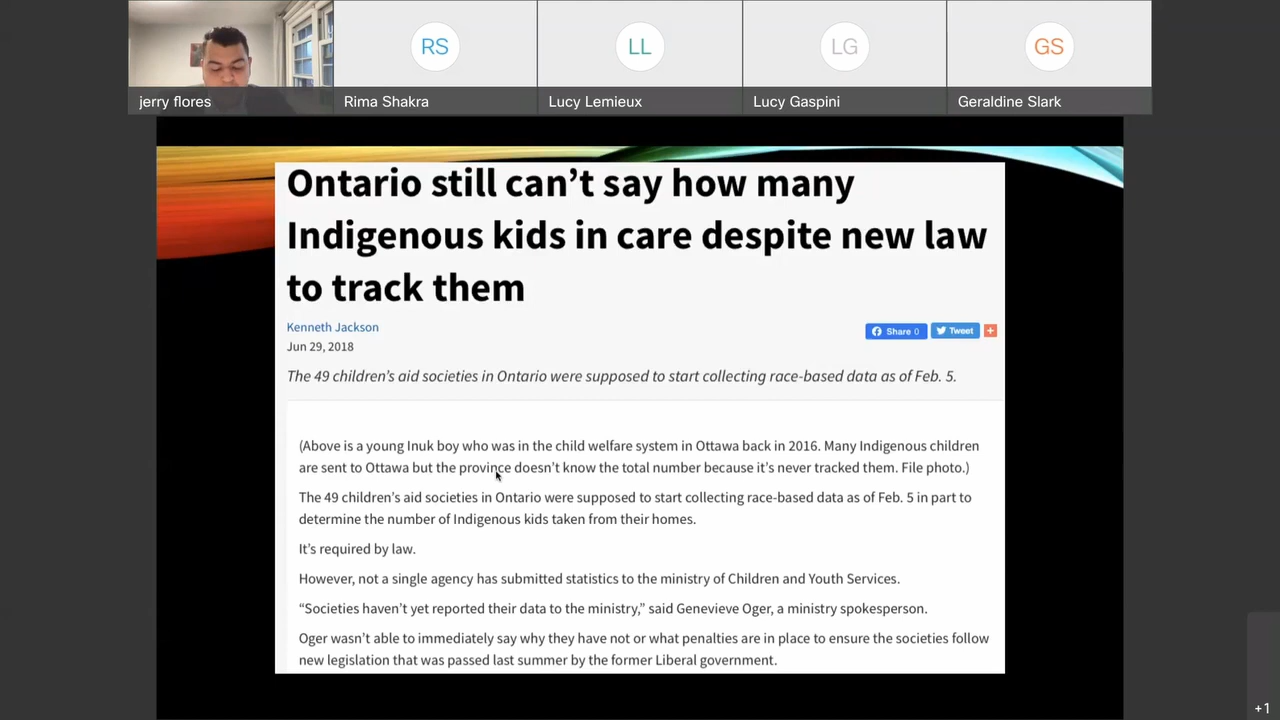 RS
LL
LG
GS
jerry flores
Rima Shakra
Lucy Lemieux
Lucy Gaspini
Geraldine Slark
Ontario still can’t say how many
Indigenous kids in care despite new law
to track them
Kenneth Jackson
Share 0
Tweet
+
Jun 29, 2018
The 49 children’s aid societies in Ontario were supposed to start collecting race-based data as of Feb. 5.
(Above is a young Inuk boy who was in the child welfare system in Ottawa back in 2016. Many Indigenous children
are sent to Ottawa but the province doesn’t know the total number because it’s never tracked them. File photo.)
The 49 children’s aid societies in Ontario were supposed to start collecting race-based data as of Feb. 5 in part to
determine the number of Indigenous kids taken from their homes.
It’s required by law.
However, not a single agency has submitted statistics to the ministry of Children and Youth Services.
“Societies haven’t yet reported their data to the ministry,” said Genevieve Oger, a ministry spokesperson.
Oger wasn’t able to immediately say why they have not or what penalties are in place to ensure the societies follow
new legislation that was passed last summer by the former Liberal government.
+1